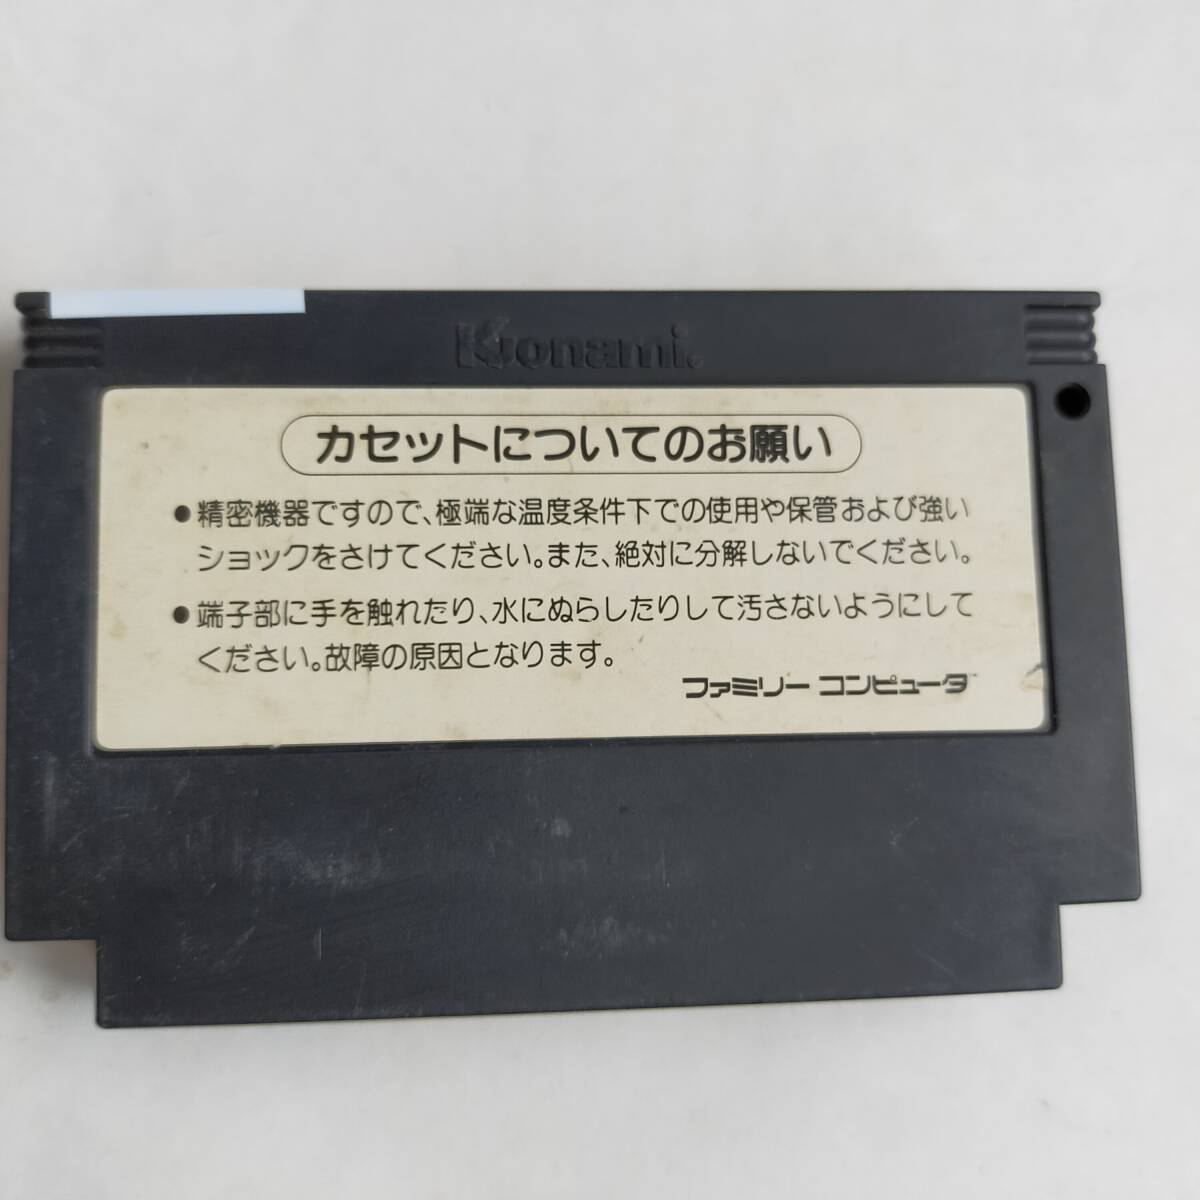 Konami®
カセットについてのお願い
●精密機器ですので、極端な温度条件下での使用や保管および強い
ショックをさけてください。また、絶対に分解しないでください。
●端子部に手を触れたり、水にぬらしたりして汚さないようにして
ください。故障の原因となります。
ファミリーコンピュータ™